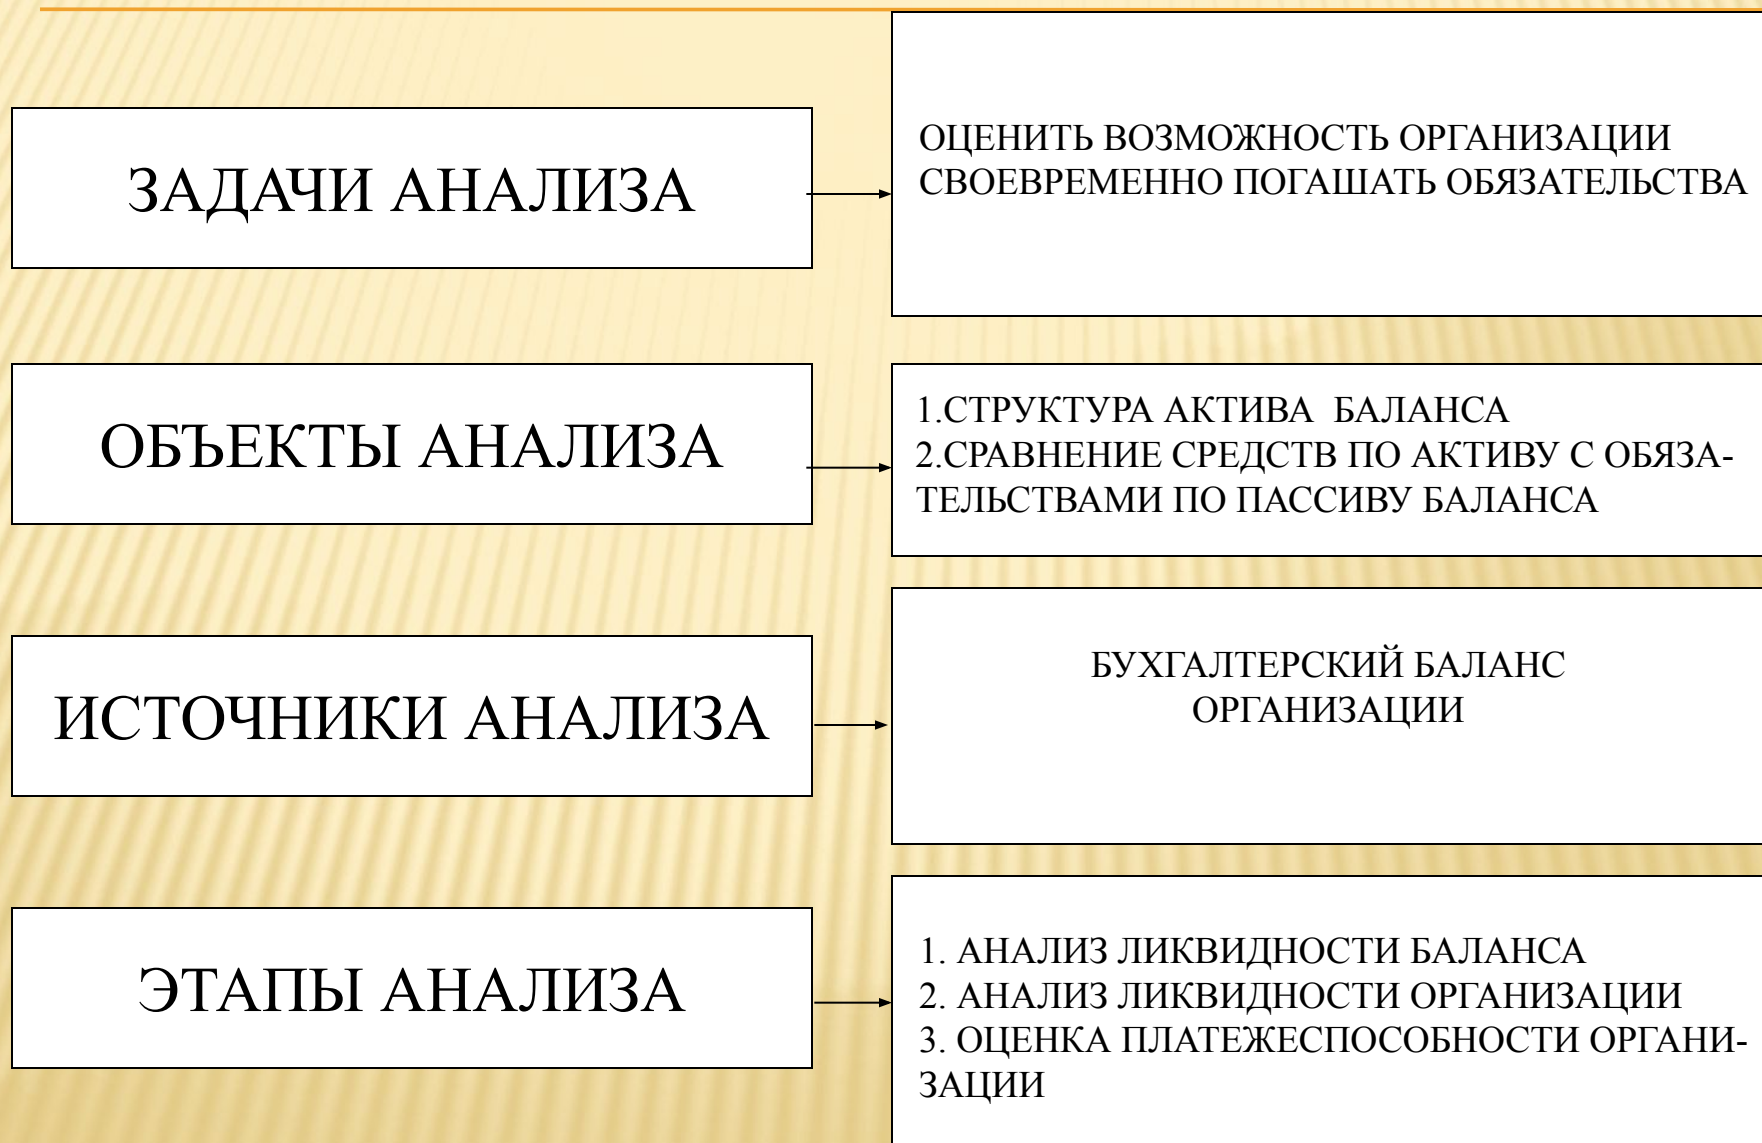 ЗАДАЧИ АНАЛИЗА
ОЦЕНИТЬ ВОЗМОЖНОСТЬ ОРГАНИЗАЦИИ
СВОЕВРЕМЕННО ПОГАШАТЬ ОБЯЗАТЕЛЬСТВА
ОБЪЕКТЫ АНАЛИЗА
1.СТРУКТУРА АКТИВА БАЛАНСА
2.СРАВНЕНИЕ СРЕДСТВ ПО АКТИВУ С ОБЯЗА-
ТЕЛЬСТВАМИ ПО ПАССИВУ БАЛАНСА
ИСТОЧНИКИ АНАЛИЗА
БУХГАЛТЕРСКИЙ БАЛАНС
ОРГАНИЗАЦИИ
ЭТАПЫ АНАЛИЗА
1. АНАЛИЗ ЛИКВИДНОСТИ БАЛАНСА
2. АНАЛИЗ ЛИКВИДНОСТИ ОРГАНИЗАЦИИ
3. ОЦЕНКА ПЛАТЕЖЕСПОСОБНОСТИ ОРГАНИ-
ЗАЦИИ